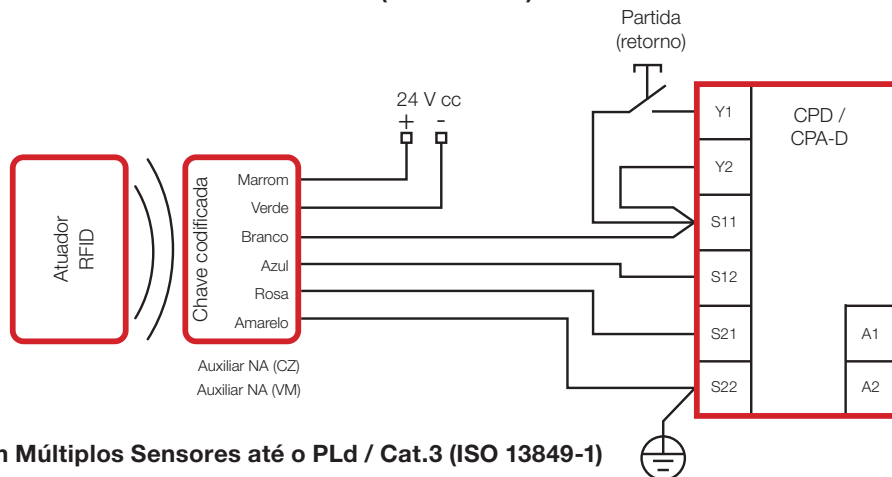 Partida
(retorno)
24 V cc
+ -
Y1
CPD /
CPA-D
Y2
S11
S12
S21
S22
A1
A2
Atuador
RFID
Chave codificada
Marrom
Verde
Branco
Azul
Rosa
Amarelo
Auxiliar NA (CZ)
Auxiliar NA (VM)
Múltiplos Sensores até o PLd / Cat.3 (ISO 13849-1)